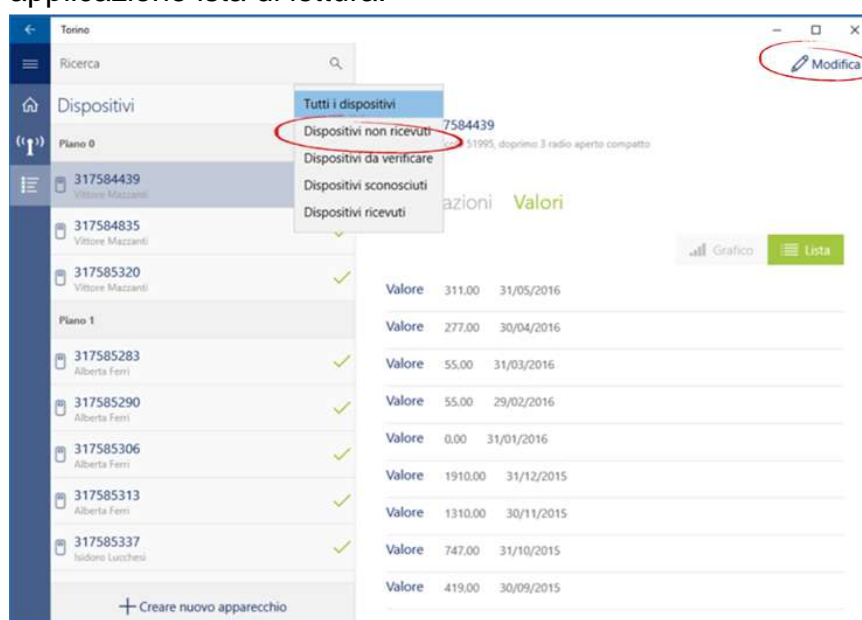 applicazione
di lettura.
Torino
Ricerca
Modifica
Dispositivi
Tutti i dispositivi
Dispositivi non ricevuti
Dispositivi da verificare
Dispositivi sconosciuti
Dispositivi ricevuti
7584439
51995, doprimo 3 radio aperto compatto
azioni Valori
Grafico Lista
Piano 0
317584439
Vittore Mazzanti
317584835
Vittore Mazzanti
317585320
Vittore Mazzanti
Piano 1
317585283
Alberta Ferri
317585290
Alberta Ferri
317585306
Alberta Ferri
317585313
Alberta Ferri
317585337
Isidoro Lucchesi
Creare nuovo apparecchio
Valore 311,00 31/05/2016
Valore 277,00 30/04/2016
Valore 55,00 31/03/2016
Valore 55,00 29/02/2016
Valore 0,00 31/01/2016
Valore 1910,00 31/12/2015
Valore 1310,00 30/11/2015
Valore 747,00 31/10/2015
Valore 419,00 30/09/2015